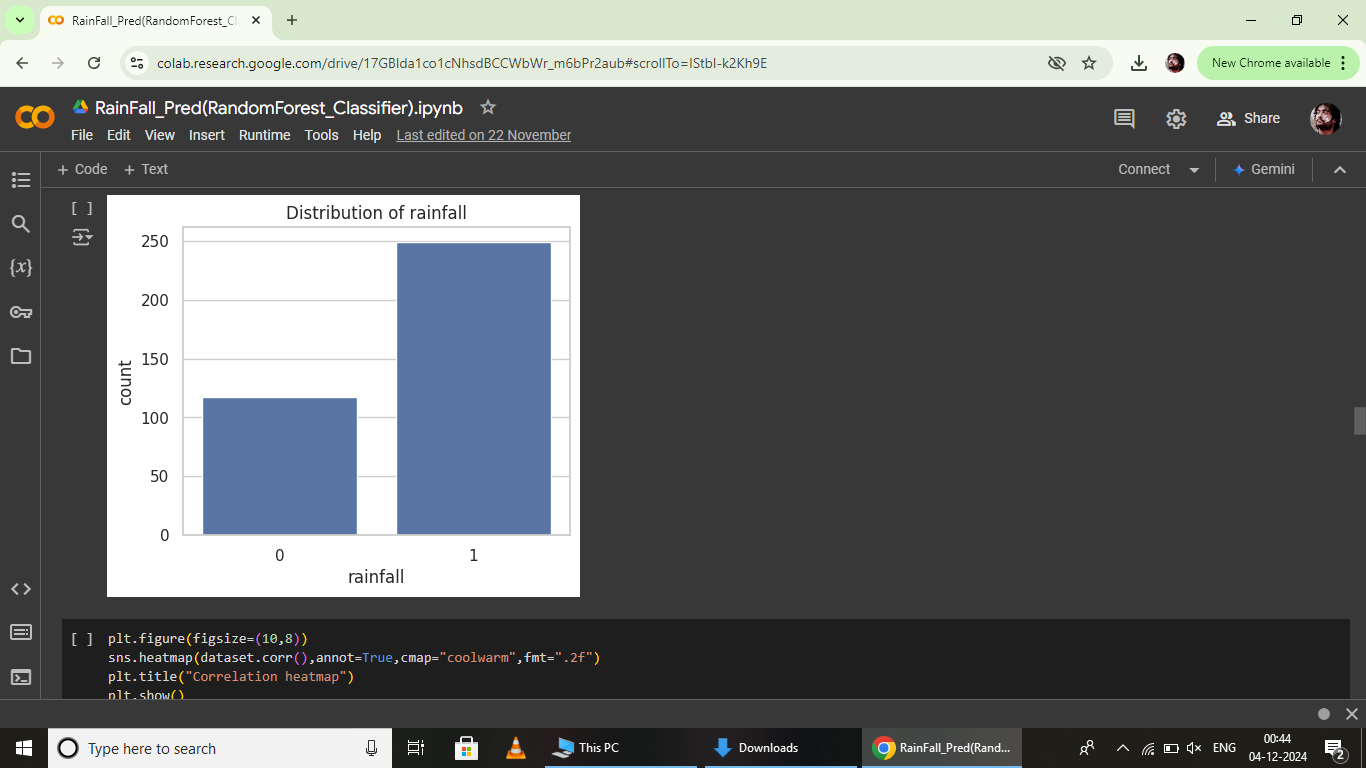 RainFall_Pred(RandomForest_Cl
colab.research.google.com/drive/17GBIda1co1cNhsdBCCWbWr_m6bPr2aub#scrollTo=IStbI-k2Kh9E
New Chrome available
RainFall_Pred(RandomForest_Classifier).ipynb
File Edit View Insert Runtime Tools Help Last edited on 22 November
Share
+ Code + Text
Connect
Gemini
[ ]
{x}
Distribution of rainfall
250
200
150
100
50
0
count
0 1
rainfall
[ ] plt.figure(figsize=(10,8))
sns.heatmap(dataset.corr(),annot=True,cmap="coolwarm",fmt=".2f")
plt.title("Correlation heatmap")
plt.show()
Type here to search
This PC
Downloads
RainFall_Pred(Rand...
ENG
00:44
04-12-2024
2